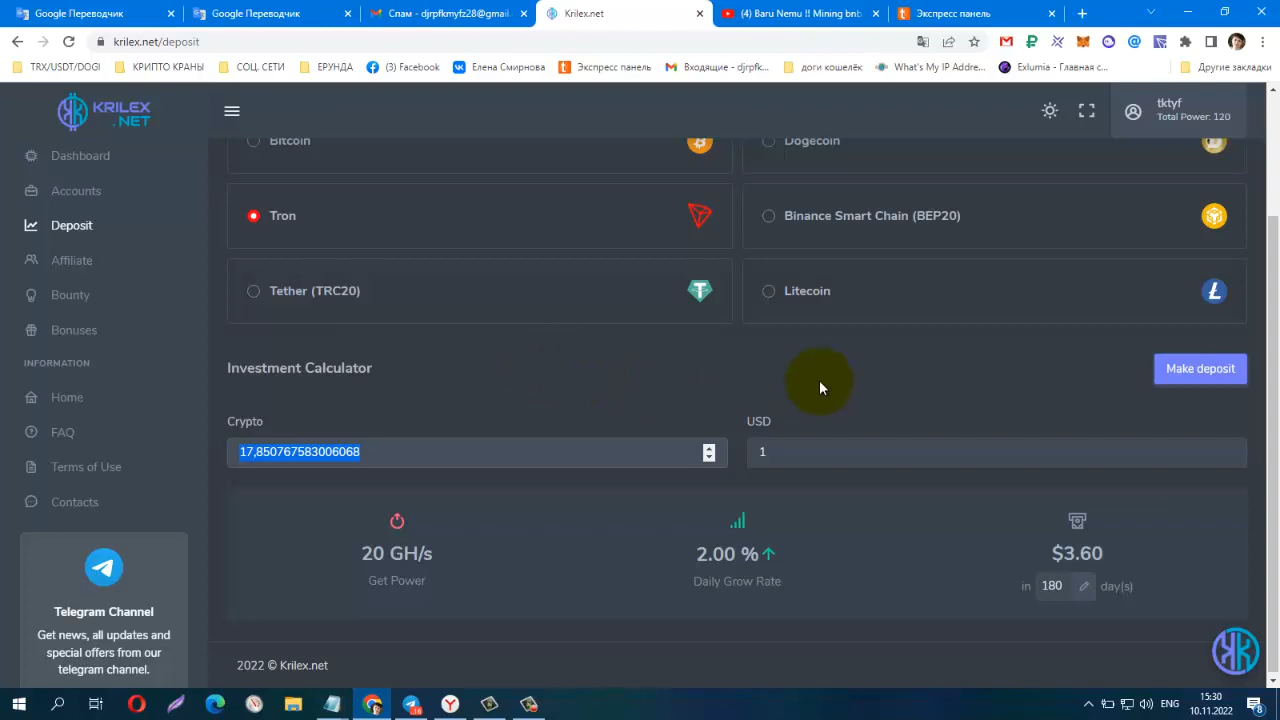 Google Переводчик
Google Переводчик
Спам - djrpfkmyfz28@gmail.c
Krilex.net
(4) Baru Nemu !! Mining bnb
Экспресс панель
krilex.net/deposit
TRX/USDT/DOGI
КРИПТО КРАНЫ
СОЦ. СЕТИ
ЕРУНДА
(3) Facebook
Елена Смирнова
Экспресс панель
Входящие - djrpfk...
доги кошелёк
What's My IP Addre...
Exlumia - Главная с...
Другие закладки
KRILEX
.NET
tktyf
Total Power: 120
Dashboard
Accounts
Deposit
Affiliate
Bounty
Bonuses
INFORMATION
Home
FAQ
Terms of Use
Contacts
Telegram Channel
Get news, all updates and
special offers from our
telegram channel.
Bitcoin
Dogecoin
Tron
Binance Smart Chain (BEP20)
Tether (TRC20)
Litecoin
Investment Calculator
Make deposit
Crypto
USD
17,850767583006068
1
20 GH/s
Get Power
2.00 %
Daily Grow Rate
$3.60
in 180 day(s)
2022 © Krilex.net
ENG
15:30
10.11.2022